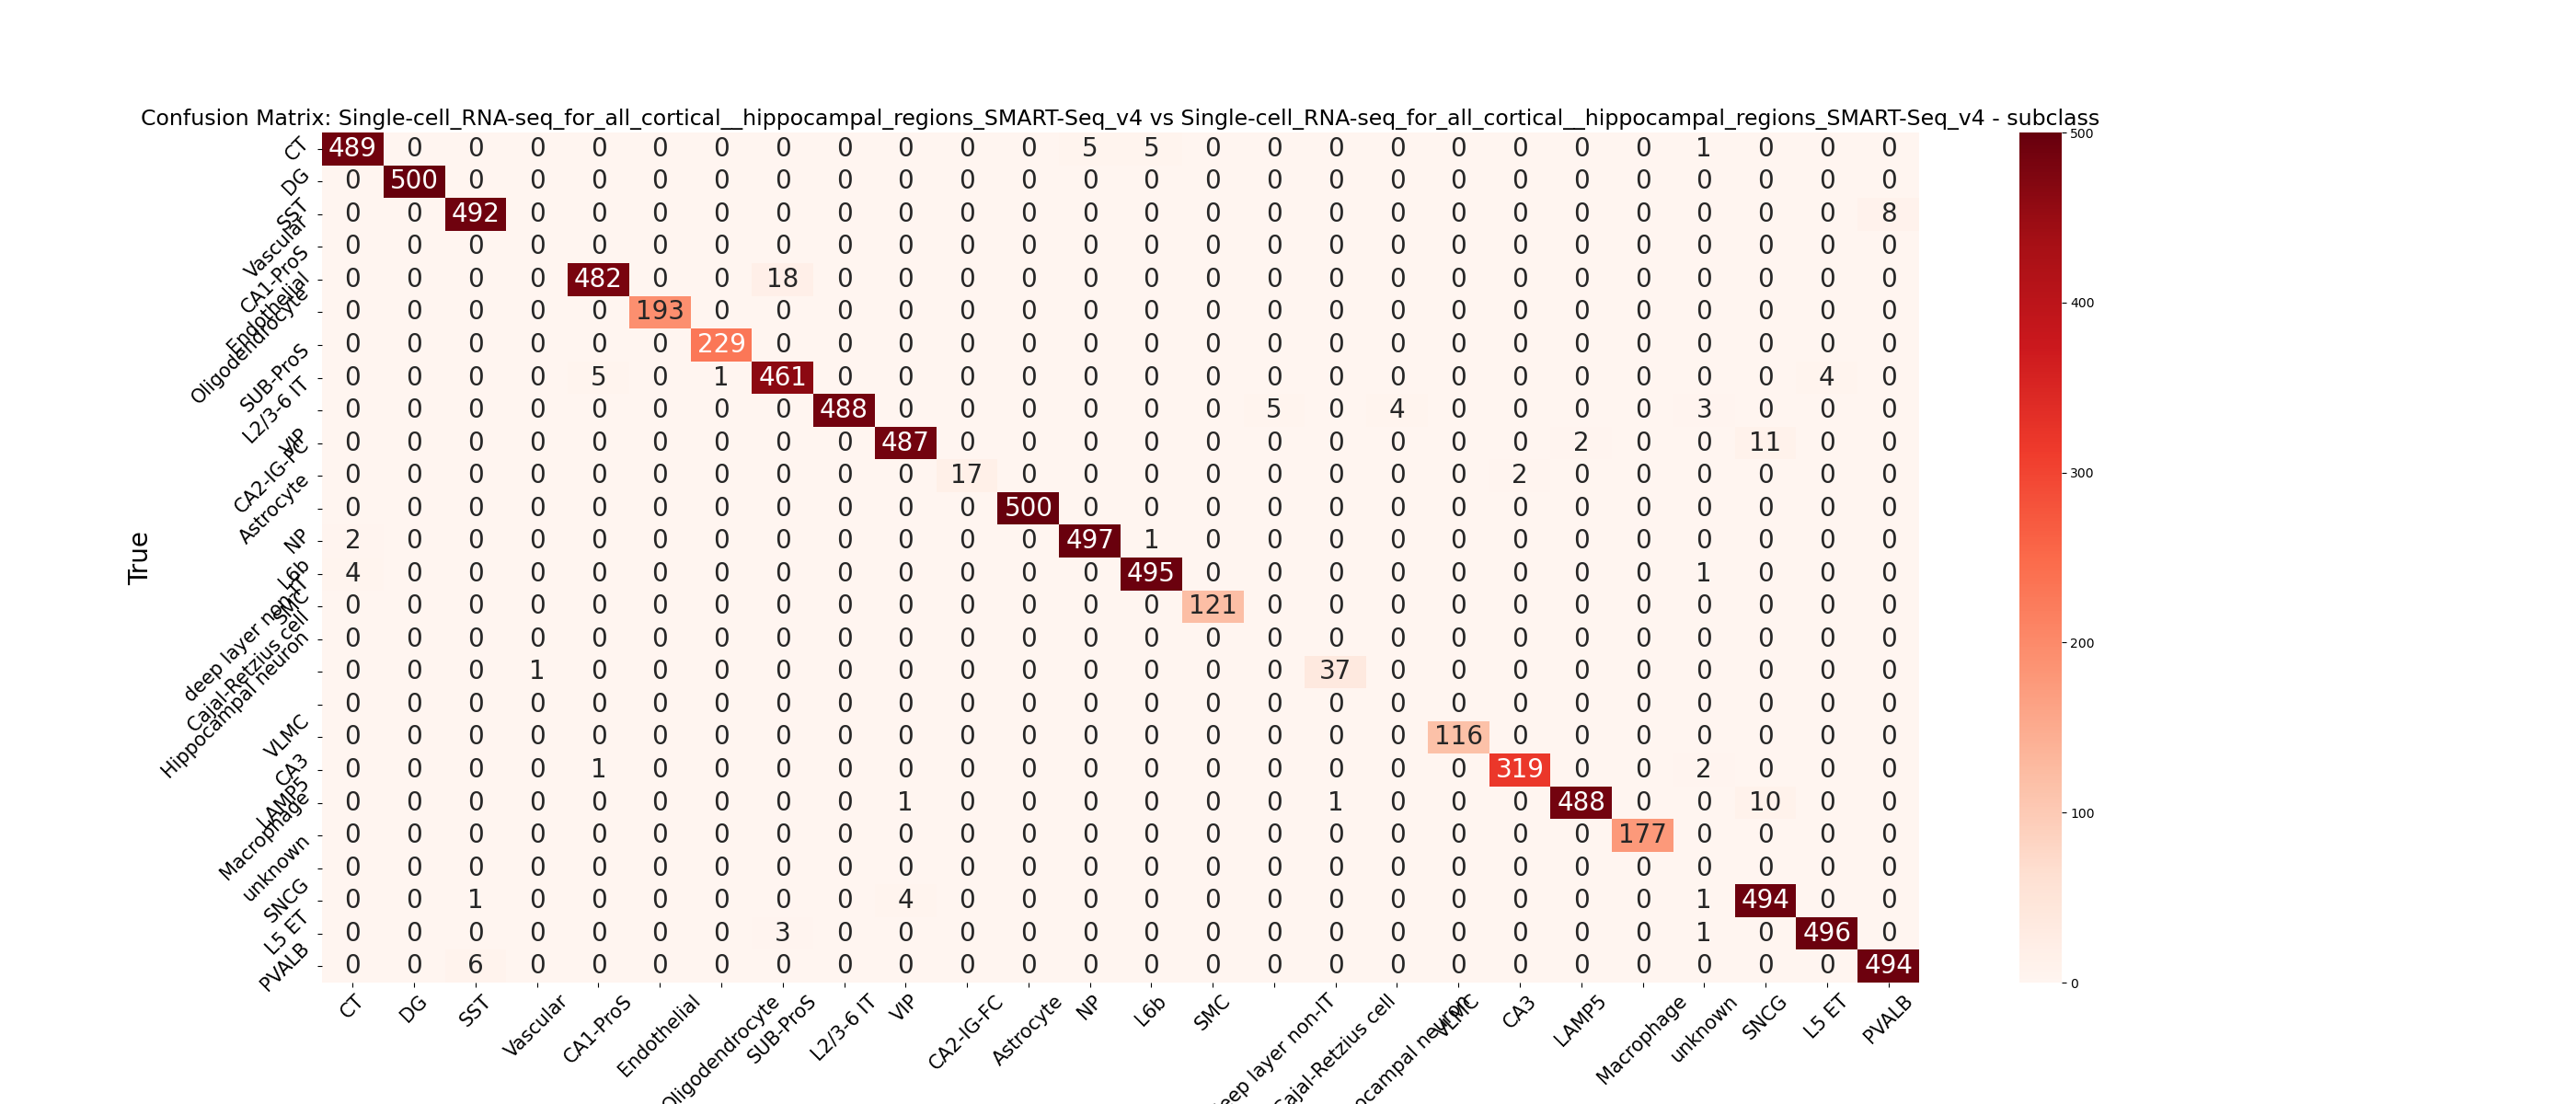 Confusion Matrix: Single-cell_RNA-seq_for_all_cortical__hippocampal_regions_SMART-Seq_v4 vs Single-cell_RNA-seq_for_all_cortical__hippocampal_regions_SMART-Seq_v4 - subclass
True
CT 489 0 0 0 0 0 0 0 0 0 0 0 5 5 0 0 0 0 0 0 0 0 1 0 0 0
DG 0 500 0 0 0 0 0 0 0 0 0 0 0 0 0 0 0 0 0 0 0 0 0 0 0 0
SST 0 0 492 0 0 0 0 0 0 0 0 0 0 0 0 0 0 0 0 0 0 0 0 0 0 8
Vascular 0 0 0 0 0 0 0 0 0 0 0 0 0 0 0 0 0 0 0 0 0 0 0 0 0 0
CA1-ProS 0 0 0 0 482 0 0 18 0 0 0 0 0 0 0 0 0 0 0 0 0 0 0 0 0 0
Endothelial 0 0 0 0 0 193 0 0 0 0 0 0 0 0 0 0 0 0 0 0 0 0 0 0 0 0
Oligodendrocyte 0 0 0 0 0 0 229 0 0 0 0 0 0 0 0 0 0 0 0 0 0 0 0 0 0 0
SUB-ProS 0 0 0 0 5 0 1 461 0 0 0 0 0 0 0 0 0 0 0 0 0 0 0 0 4 0
L2/3-6 IT 0 0 0 0 0 0 0 0 488 0 0 0 0 0 0 5 0 4 0 0 0 0 3 0 0 0
VIP 0 0 0 0 0 0 0 0 0 487 0 0 0 0 0 0 0 0 0 0 2 0 0 11 0 0
CA2-IG-FC 0 0 0 0 0 0 0 0 0 0 17 0 0 0 0 0 0 0 0 2 0 0 0 0 0 0
Astrocyte 0 0 0 0 0 0 0 0 0 0 0 500 0 0 0 0 0 0 0 0 0 0 0 0 0 0
NP 2 0 0 0 0 0 0 0 0 0 0 0 497 1 0 0 0 0 0 0 0 0 0 0 0 0
L6b 4 0 0 0 0 0 0 0 0 0 0 0 0 495 0 0 0 0 0 0 0 0 1 0 0 0
SMC 0 0 0 0 0 0 0 0 0 0 0 0 0 0 121 0 0 0 0 0 0 0 0 0 0 0
deep layer non-IT 0 0 0 0 0 0 0 0 0 0 0 0 0 0 0 0 0 0 0 0 0 0 0 0 0 0
Cajal-Retzius cell 0 0 0 1 0 0 0 0 0 0 0 0 0 0 0 0 37 0 0 0 0 0 0 0 0 0
Hippocampal neuron 0 0 0 0 0 0 0 0 0 0 0 0 0 0 0 0 0 0 0 0 0 0 0 0 0 0
VLMC 0 0 0 0 0 0 0 0 0 0 0 0 0 0 0 0 0 0 116 0 0 0 0 0 0 0
CA3 0 0 0 0 1 0 0 0 0 0 0 0 0 0 0 0 0 0 0 319 0 0 2 0 0 0
LAMP5 0 0 0 0 0 0 0 0 0 1 0 0 0 0 0 0 1 0 0 0 488 0 0 10 0 0
Macrophage 0 0 0 0 0 0 0 0 0 0 0 0 0 0 0 0 0 0 0 0 0 177 0 0 0 0
unknown 0 0 0 0 0 0 0 0 0 0 0 0 0 0 0 0 0 0 0 0 0 0 0 0 0 0
SNCG 0 0 1 0 0 0 0 0 0 4 0 0 0 0 0 0 0 0 0 0 0 0 1 494 0 0
L5 ET 0 0 0 0 0 0 0 3 0 0 0 0 0 0 0 0 0 0 0 0 0 0 1 0 496 0
PVALB 0 0 6 0 0 0 0 0 0 0 0 0 0 0 0 0 0 0 0 0 0 0 0 0 0 494
CT DG SST Vascular CA1-ProS Endothelial Oligodendrocyte SUB-ProS L2/3-6 IT VIP CA2-IG-FC Astrocyte NP L6b SMC layer non-IT Cajal-Retzius cell neuron VLMC CA3 LAMP5 Macrophage unknown SNCG L5 ET PVALB
500
400
300
200
100
0